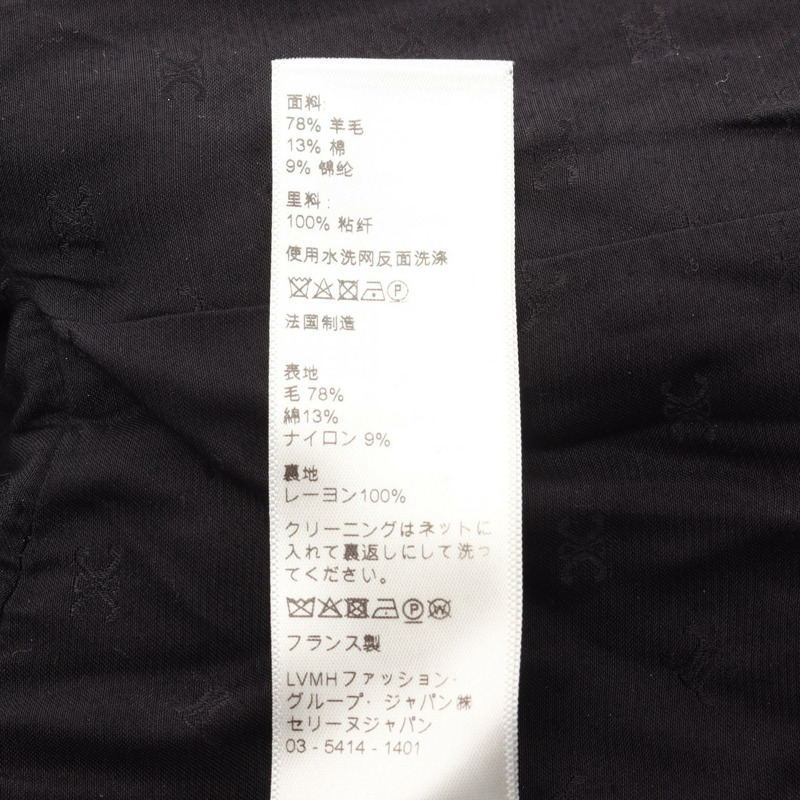 面料:
78% 羊毛
13% 棉
9% 锦纶
里料:
100% 粘纤
使用水洗网反面洗涤
P
法国制造
表地
毛 78%
綿13%
ナイロン 9%
裏地
レーヨン100%
クリーニングはネットに
入れて裏返しにして洗っ
てください。
P W
フランス製
LVMHファッション・
グループ・ジャパン㈱
セリーヌジャパン
03 - 5414 - 1401